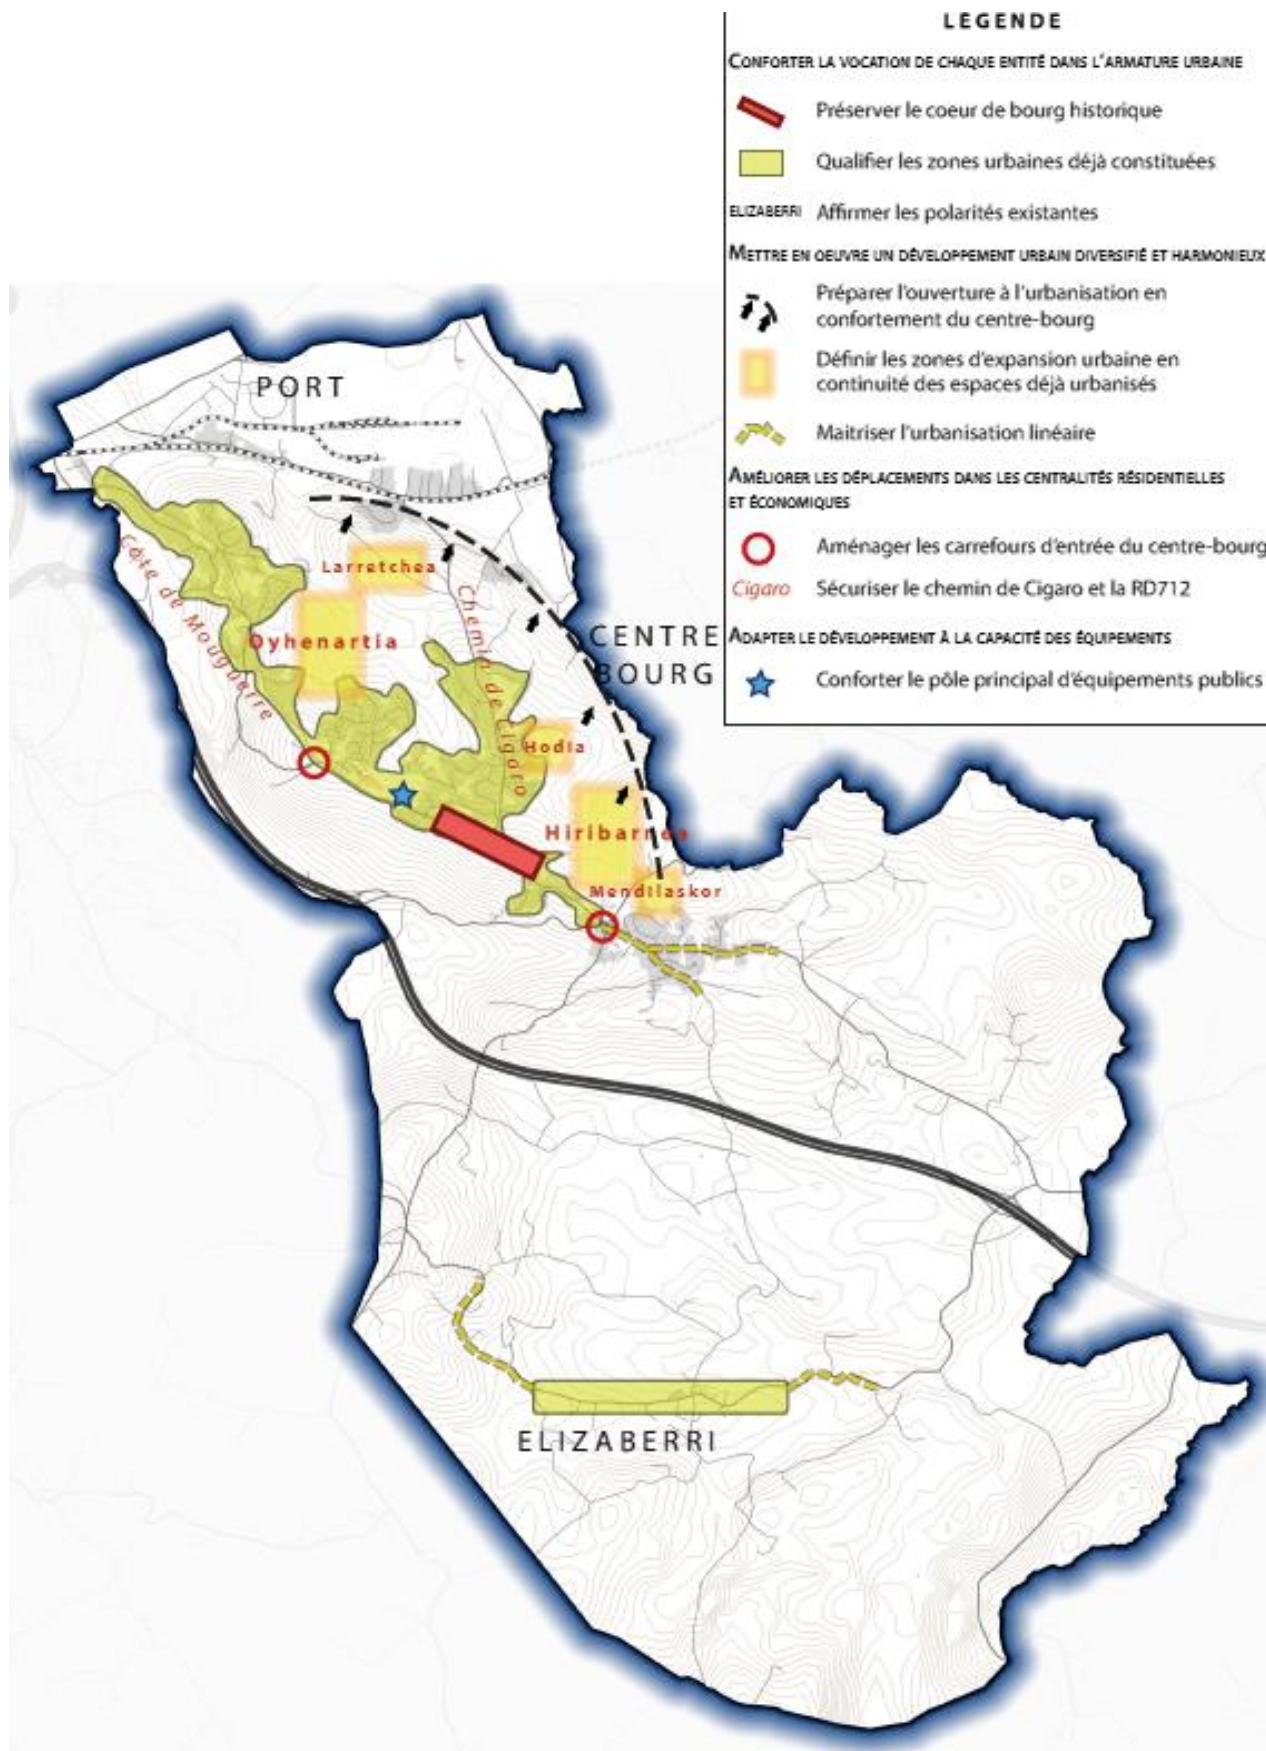 LÉGENDE
CONFORTER LA VOCATION DE CHAQUE ENTITÉ DANS L'ARMATURE URBAINE
Préserver le coeur de bourg historique
Qualifier les zones urbaines déjà constituées
ELIZABERRI Affirmer les polarités existantes
METTRE EN OEUVRE UN DÉVELOPPEMENT URBAIN DIVERSIFIÉ ET HARMONIEUX
Préparer l'ouverture à l'urbanisation en
confortement du centre-bourg
Définir les zones d'expansion urbaine en
continuité des espaces déjà urbanisés
Maitriser l'urbanisation linéaire
AMÉLIORER LES DÉPLACEMENTS DANS LES CENTRALITÉS RÉSIDENTIELLES
ET ÉCONOMIQUES
Aménager les carrefours d'entrée du centre-bourg
Cigaro Sécuriser le chemin de Cigaro et la RD712
ADAPTER LE DÉVELOPPEMENT À LA CAPACITÉ DES ÉQUIPEMENTS
Conforter le pôle principal d'équipements publics
PORT
Larretchea
Côte de Mouguerre
Oyhenartia
Chemin de Cigaro
CENTRE
BOURG
Hodia
Hiribarnea
Mendilaskor
ELIZABERRI